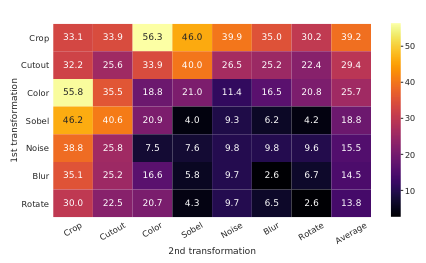 Crop 33.1 33.9 56.3 46.0 39.9 35.0 30.2 39.2
Cutout 32.2 25.6 33.9 40.0 26.5 25.2 22.4 29.4
Color 55.8 35.5 18.8 21.0 11.4 16.5 20.8 25.7
Sobel 46.2 40.6 20.9 4.0 9.3 6.2 4.2 18.8
Noise 38.8 25.8 7.5 7.6 9.8 9.8 9.6 15.5
Blur 35.1 25.2 16.6 5.8 9.7 2.6 6.7 14.5
Rotate 30.0 22.5 20.7 4.3 9.7 6.5 2.6 13.8
Crop Cutout Color Sobel Noise Blur Rotate Average
1st transformation
2nd transformation
50
40
30
20
10